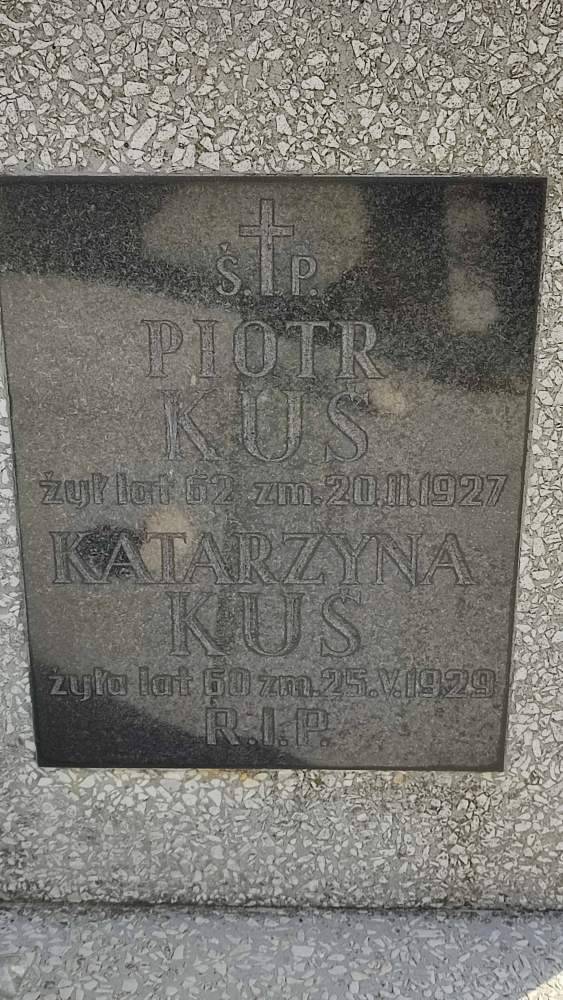 Ś. P.
PIOTR
KUŚ
żył lat 62 zm. 20.II.1927
KATARZYNA
KUŚ
żyła lat 60 zm. 25.V.1929
R.I.P.